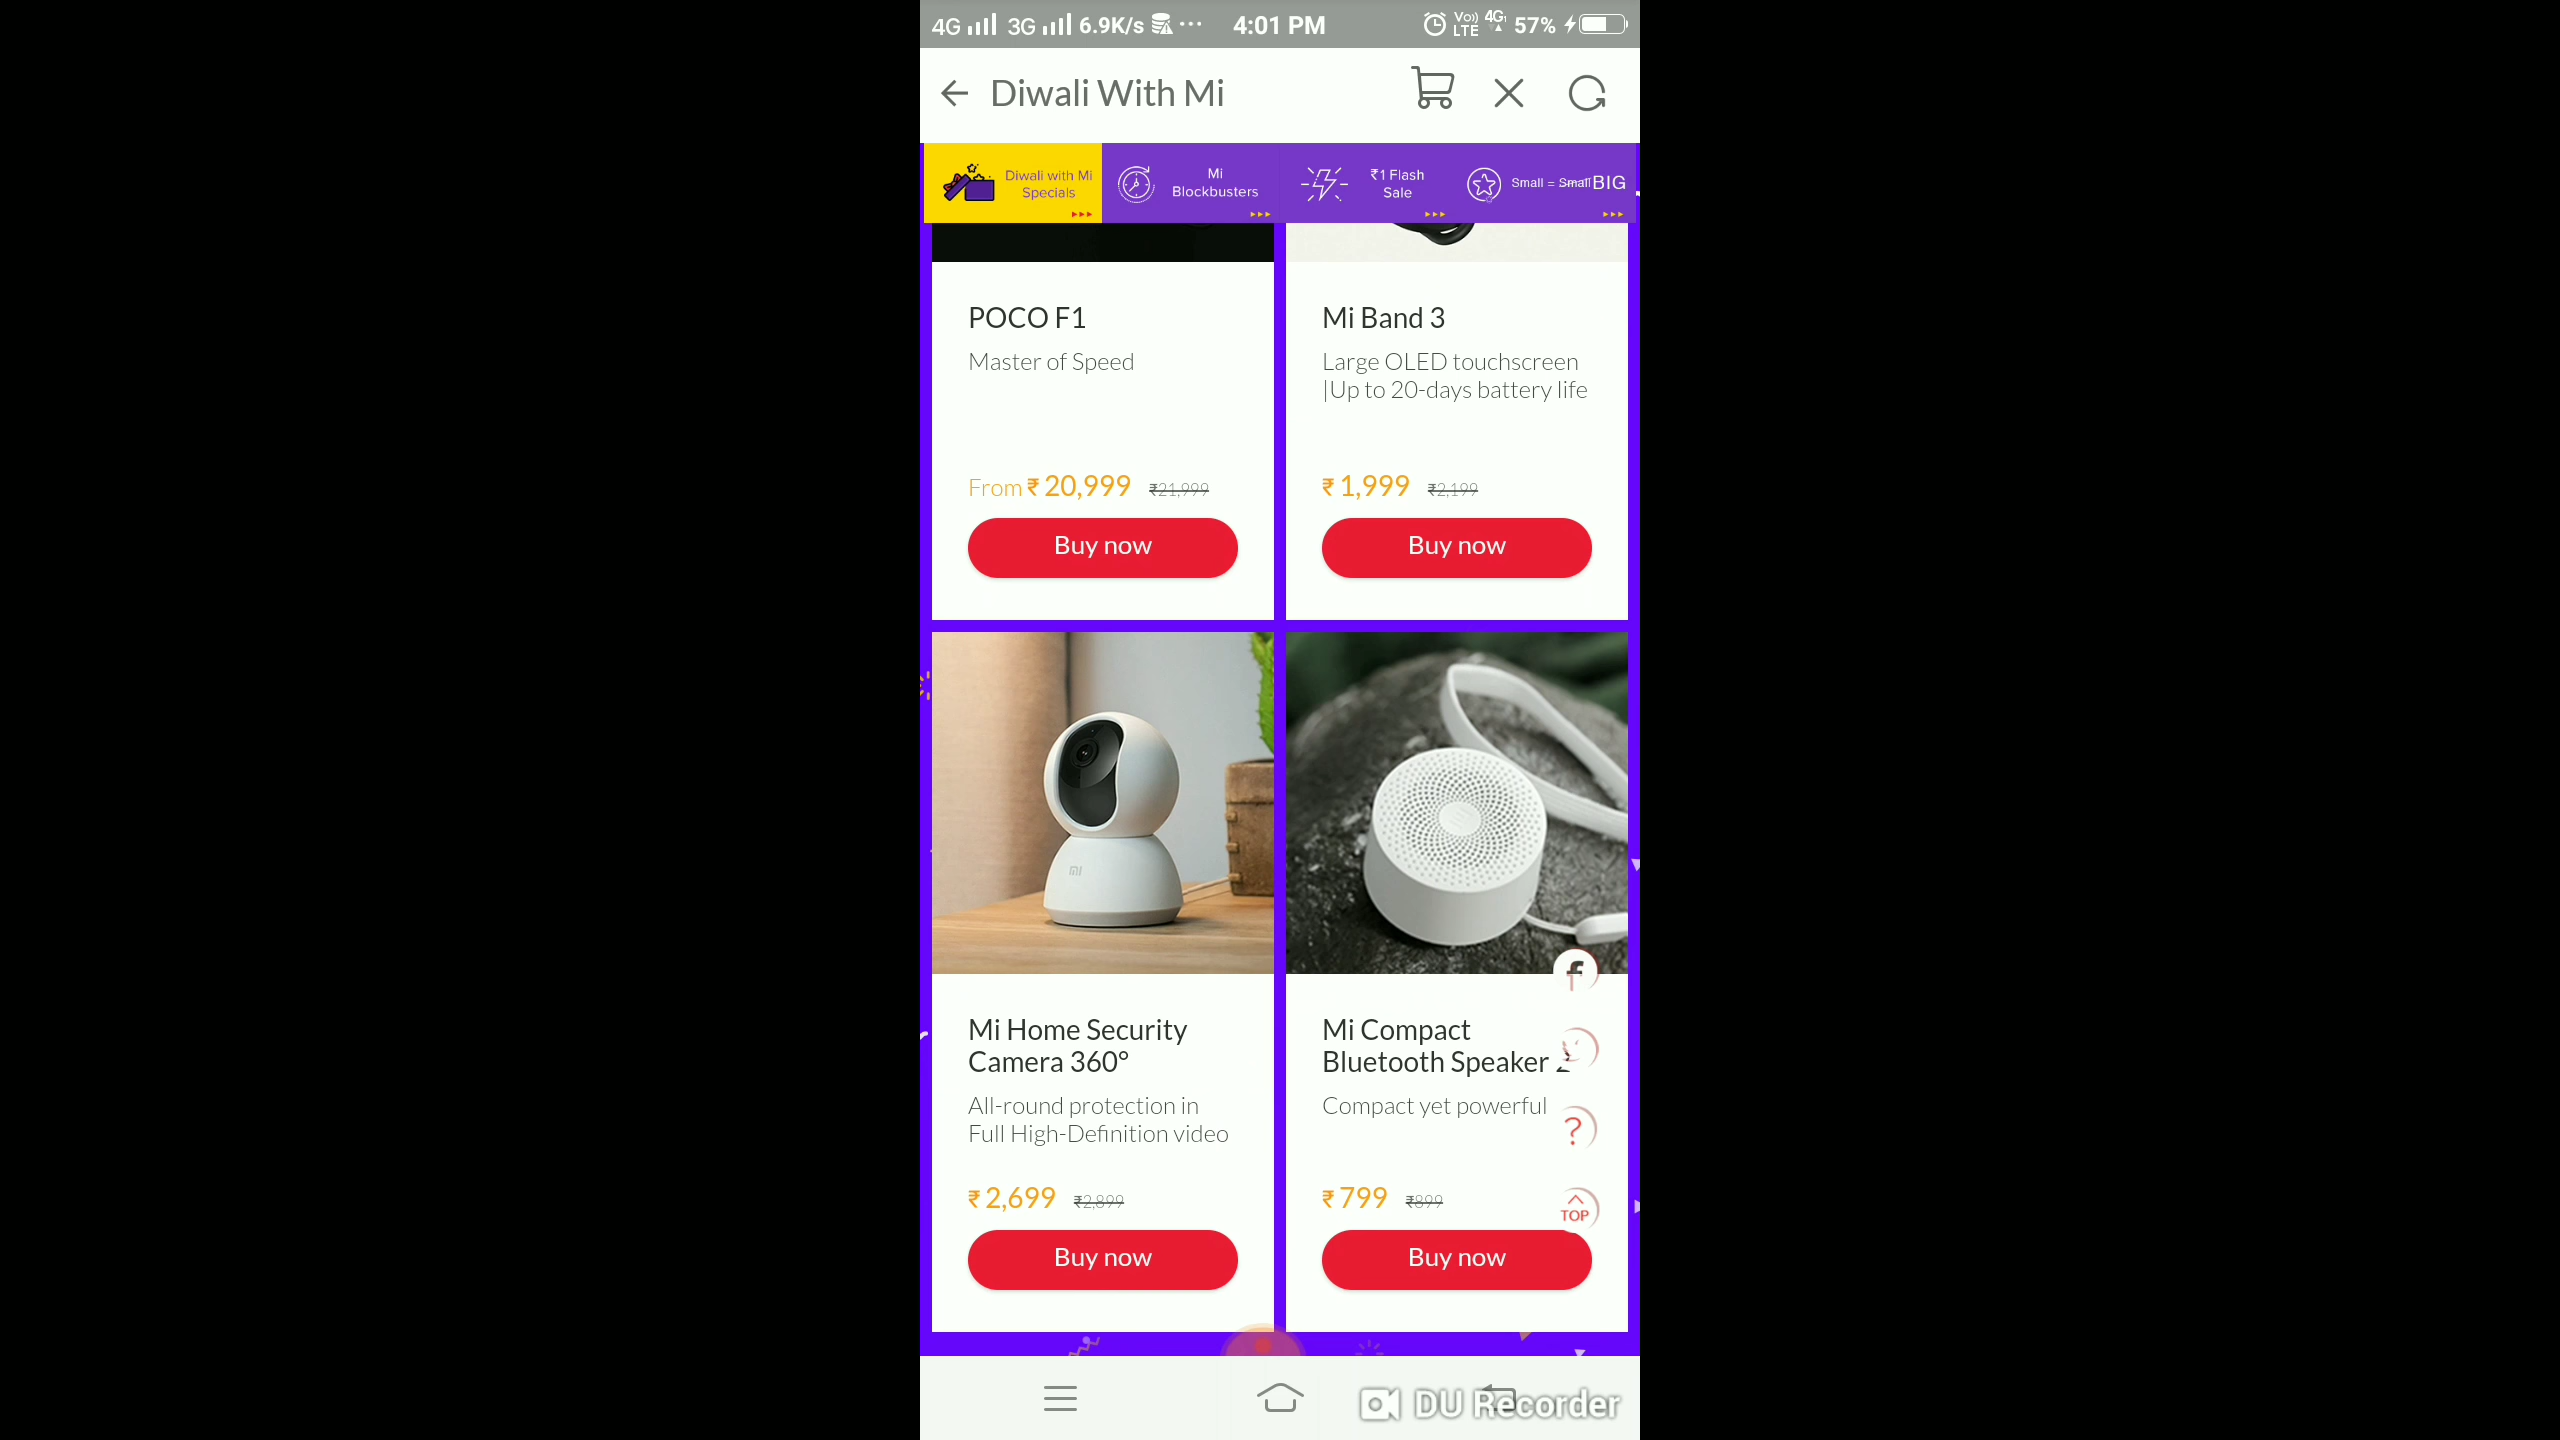 4G 3G 6.9K/s ... 4:01 PM Vo)) LTE 4G 57%
Diwali With Mi
Diwali with Mi
Specials
Mi
Blockbusters
₹1 Flash
Sale
Small = Small BIG
POCO F1
Master of Speed
From ₹ 20,999 ₹21,999
Buy now
Mi Band 3
Large OLED touchscreen
|Up to 20-days battery life
₹ 1,999 ₹2,199
Buy now
Mi Home Security
Camera 360°
All-round protection in
Full High-Definition video
₹ 2,699 ₹2,899
Buy now
Mi Compact
Bluetooth Speaker 2
Compact yet powerful
₹ 799 ₹899
Buy now
f
?
TOP
DU Recorder